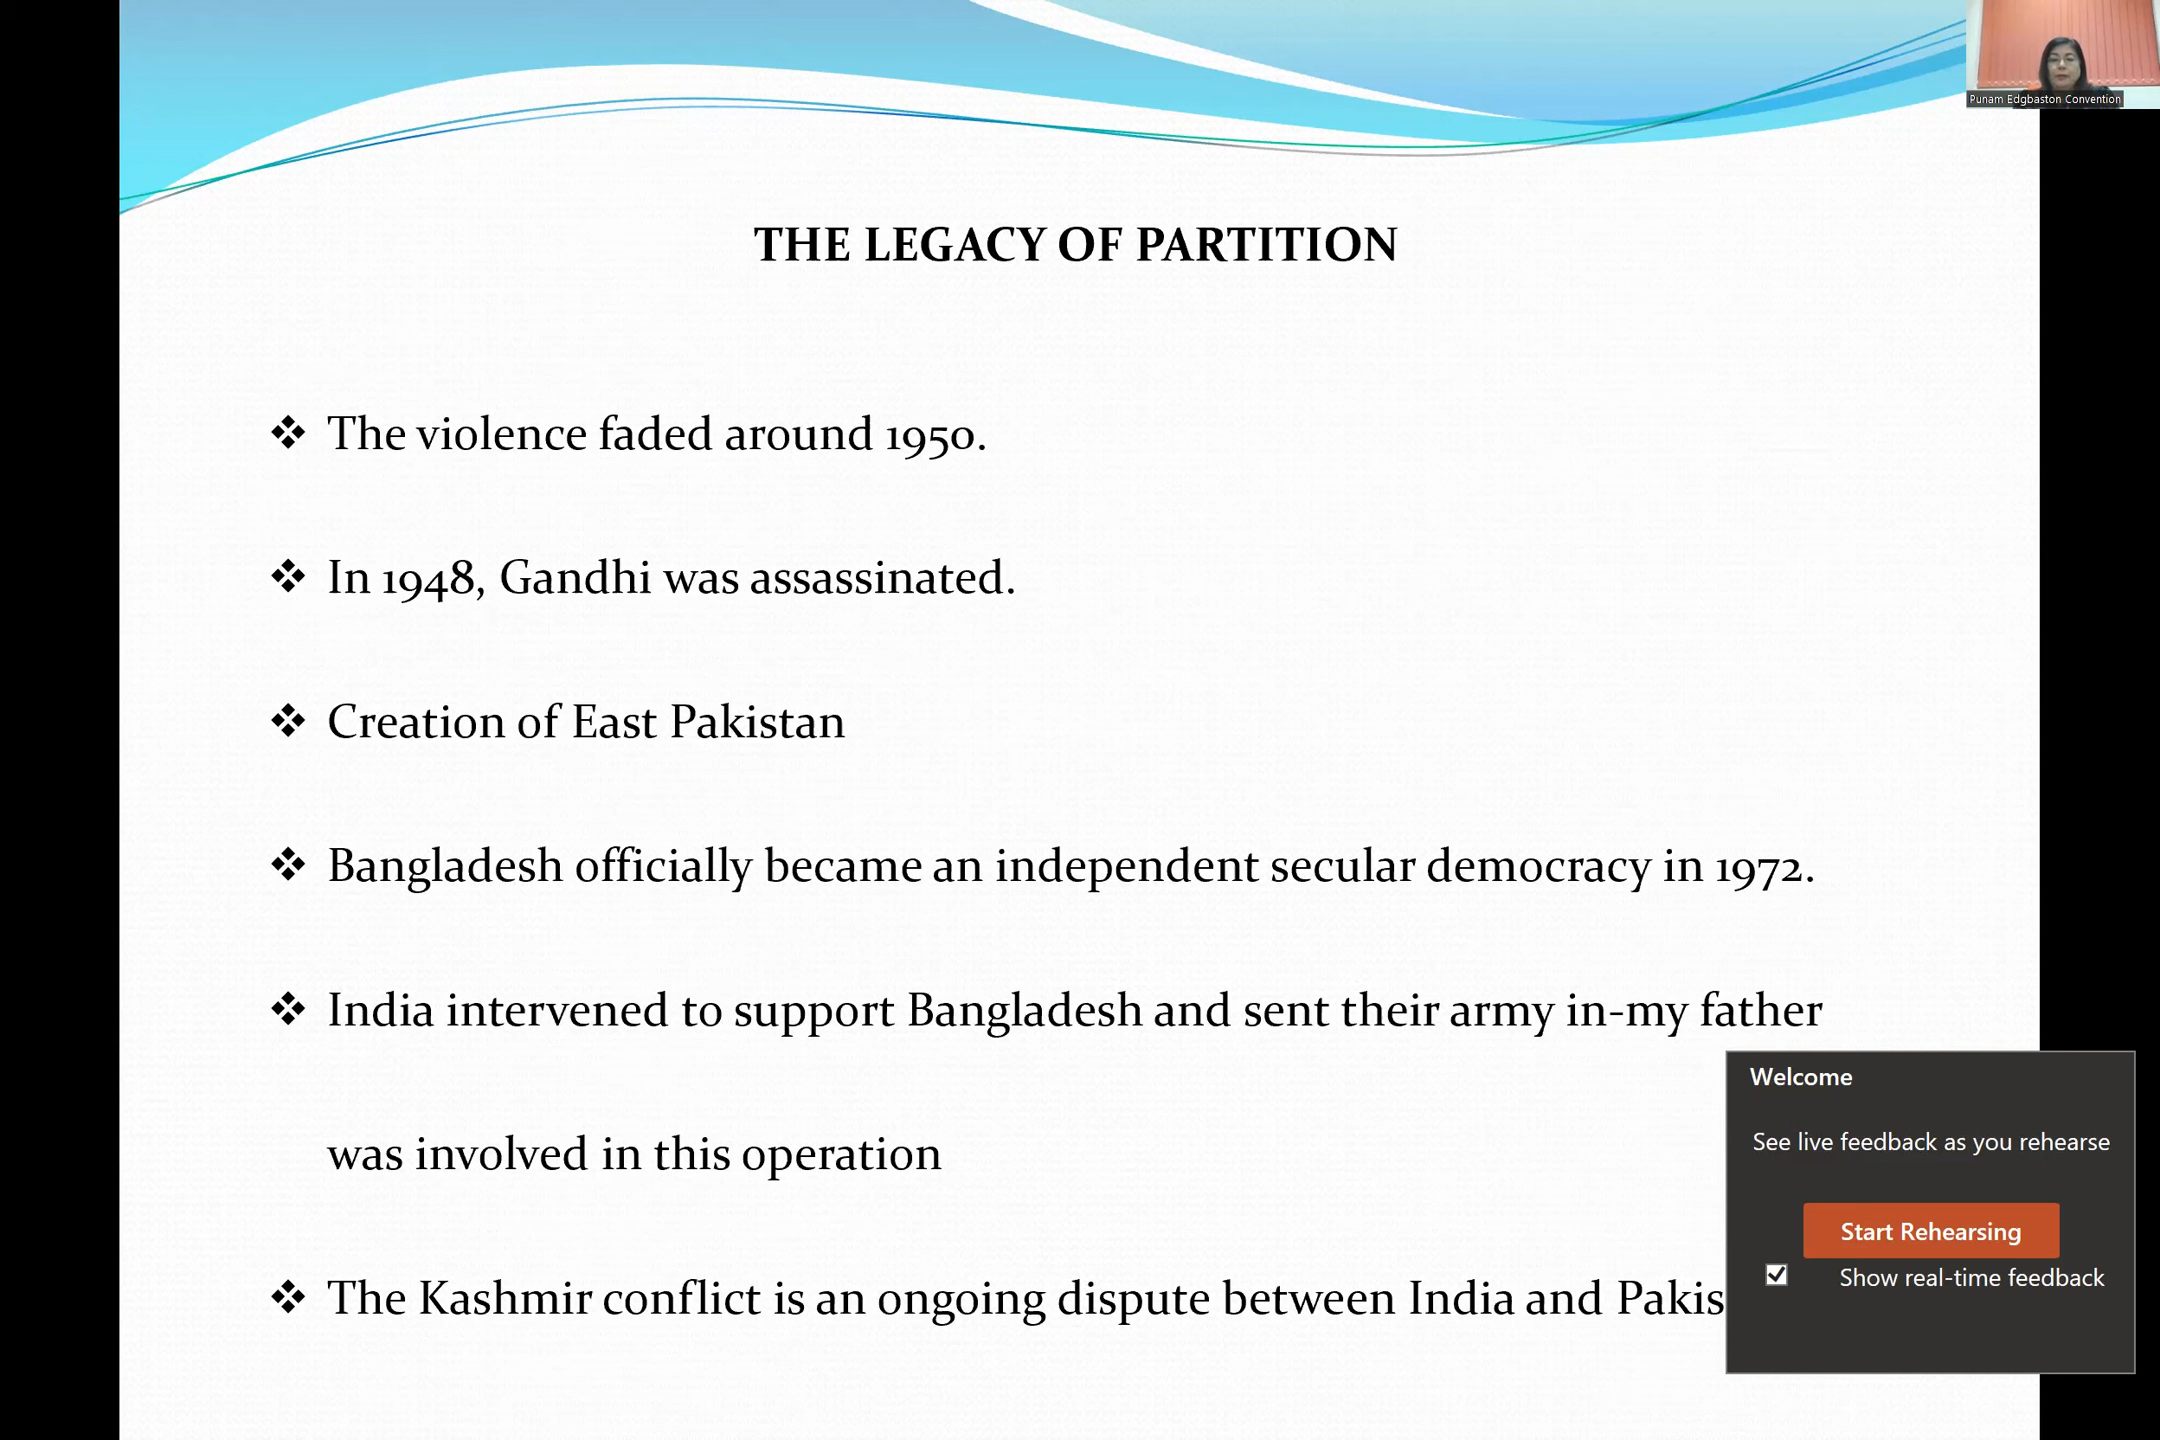 Punam Edgbaston Convention
THE LEGACY OF PARTITION
❖ The violence faded around 1950.
❖ In 1948, Gandhi was assassinated.
❖ Creation of East Pakistan
❖ Bangladesh officially became an independent secular democracy in 1972.
❖ India intervened to support Bangladesh and sent their army in-my father
was involved in this operation
❖ The Kashmir conflict is an ongoing dispute between India and Pakis
Welcome
See live feedback as you rehearse
Start Rehearsing
Show real-time feedback